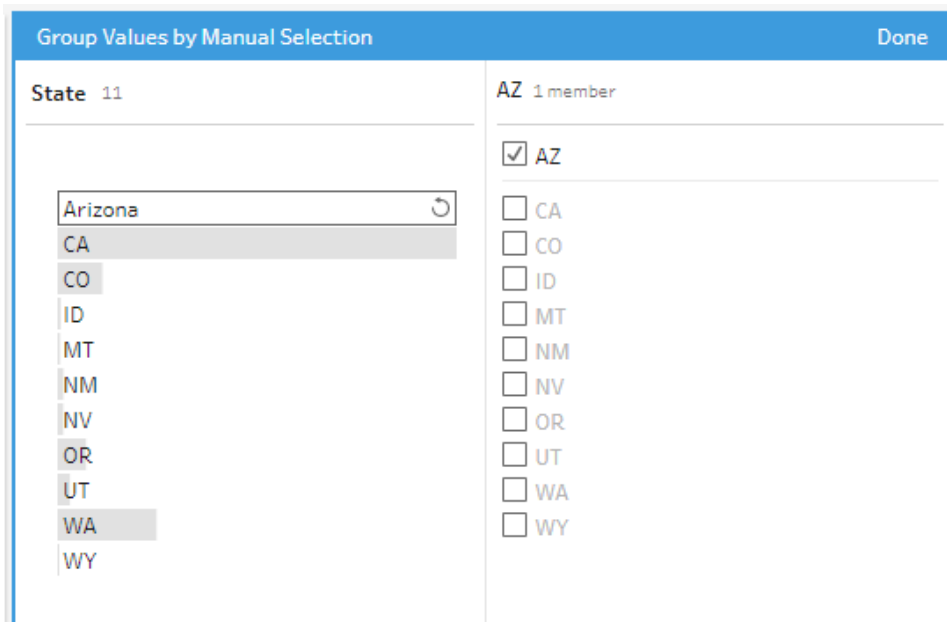 Group Values by Manual Selection Done
State 11
AZ 1 member
Arizona
CA
CO
ID
MT
NM
NV
OR
UT
WA
WY
AZ
CA
CO
ID
MT
NM
NV
OR
UT
WA
WY